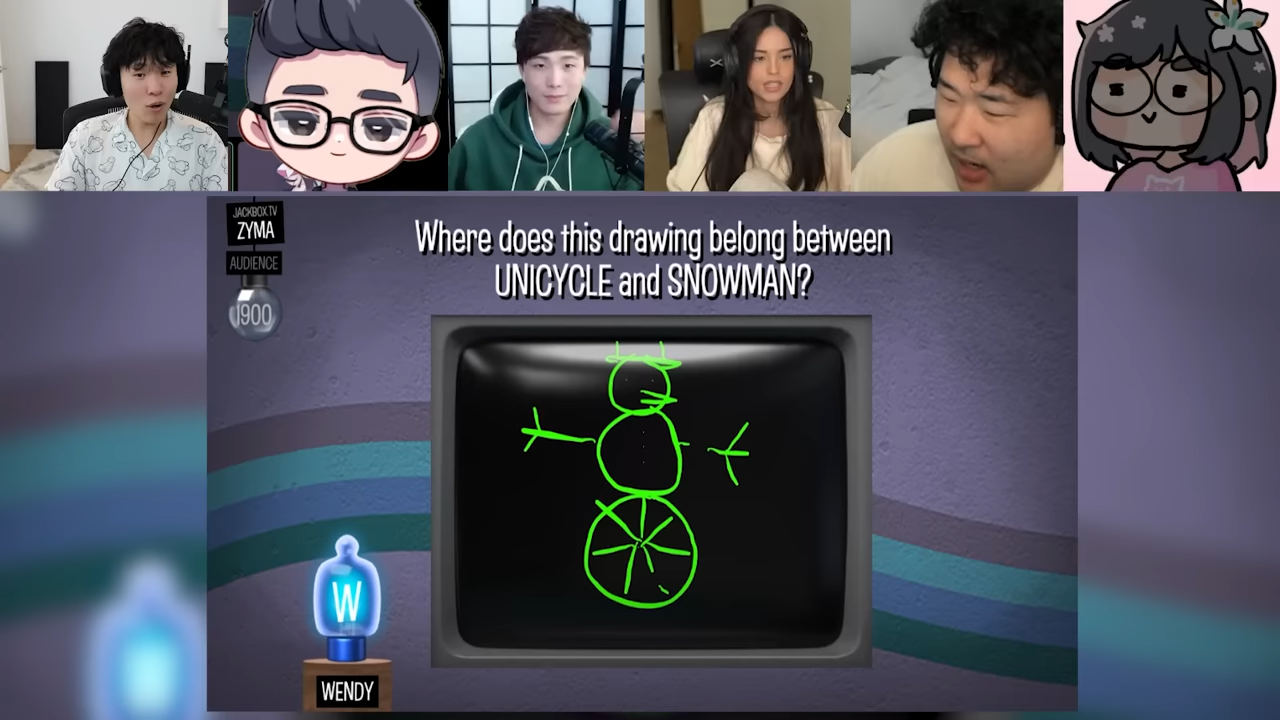 JACKBOX.TV
ZYMA
AUDIENCE
1900
Where does this drawing belong between
UNICYCLE and SNOWMAN?
W
WENDY